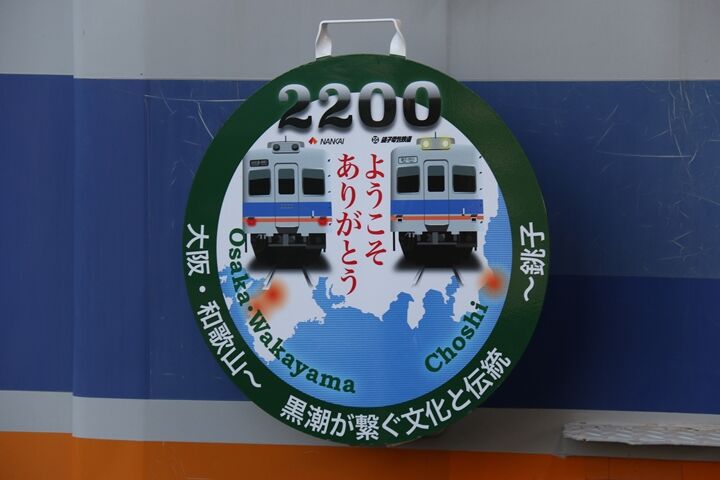 2200
NANKAI
銚子電気鉄道
ようこそ
ありがとう
Osaka・Wakayama
Choshi
大阪・和歌山～
～銚子
黒潮が繋ぐ文化と伝統